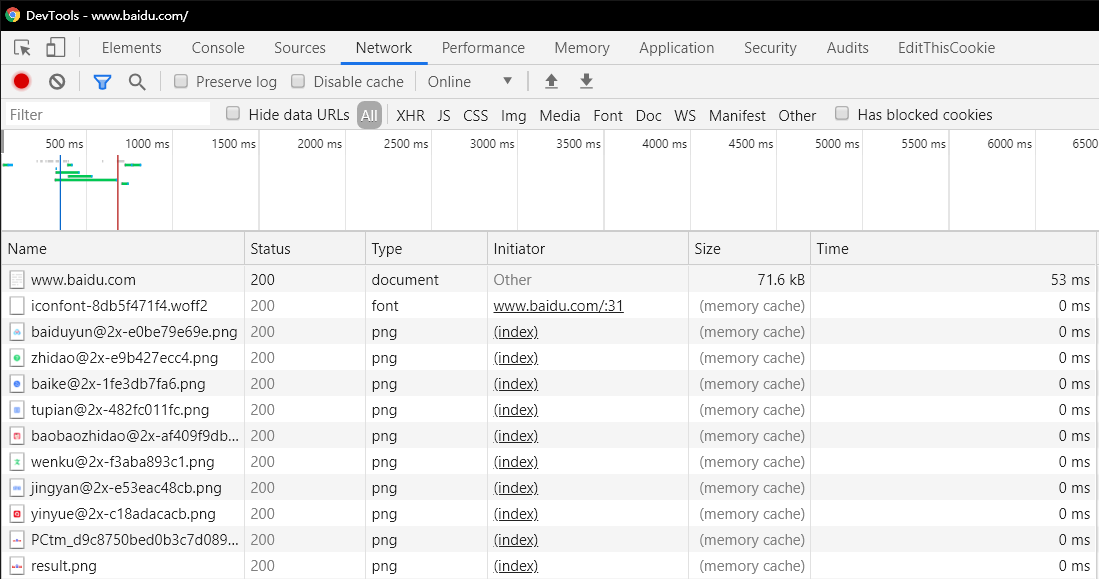 DevTools - www.baidu.com/
Elements Console Sources Network Performance Memory Application Security Audits EditThisCookie
Preserve log Disable cache Online
Filter Hide data URLs All XHR JS CSS Img Media Font Doc WS Manifest Other Has blocked cookies
500 ms 1000 ms 1500 ms 2000 ms 2500 ms 3000 ms 3500 ms 4000 ms 4500 ms 5000 ms 5500 ms 6000 ms 6500
Name Status Type Initiator Size Time
www.baidu.com 200 document Other 71.6 kB 53 ms
iconfont-8db5f471f4.woff2 200 font www.baidu.com/:31 (memory cache) 0 ms
baiduyun@2x-e0be79e69e.png 200 png (index) (memory cache) 0 ms
zhidao@2x-e9b427ecc4.png 200 png (index) (memory cache) 0 ms
baike@2x-1fe3db7fa6.png 200 png (index) (memory cache) 0 ms
tupian@2x-482fc011fc.png 200 png (index) (memory cache) 0 ms
baobaozhidao@2x-af409f9db... 200 png (index) (memory cache) 0 ms
wenku@2x-f3aba893c1.png 200 png (index) (memory cache) 0 ms
jingyan@2x-e53eac48cb.png 200 png (index) (memory cache) 0 ms
yinyue@2x-c18adacacb.png 200 png (index) (memory cache) 0 ms
PCtm_d9c8750bed0b3c7d089... 200 png (index) (memory cache) 0 ms
result.png 200 png (index) (memory cache) 0 ms